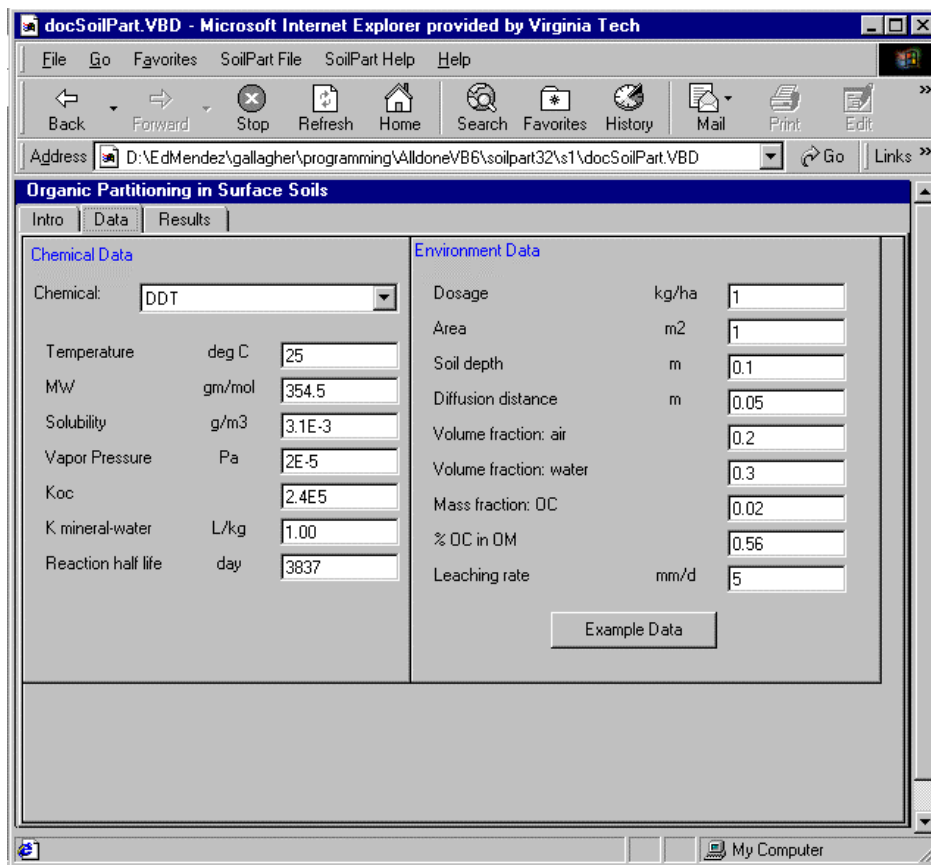 docSoilPart.VBD - Microsoft Internet Explorer provided by Virginia Tech
File Go Favorites SoilPart File SoilPart Help Help
Back Forward Stop Refresh Home Search Favorites History Mail Print Edit »
Address D:\EdMendez\gallagher\programming\AlldoneVB6\soilpart32\s1\docSoilPart.VBD Go Links »
Organic Partitioning in Surface Soils
Intro Data Results
Chemical Data
Chemical: DDT
Temperature deg C 25
MW gm/mol 354.5
Solubility g/m3 3.1E-3
Vapor Pressure Pa 2E-5
Koc 2.4E5
K mineral-water L/kg 1.00
Reaction half life day 3837
Environment Data
Dosage kg/ha 1
Area m2 1
Soil depth m 0.1
Diffusion distance m 0.05
Volume fraction: air 0.2
Volume fraction: water 0.3
Mass fraction: OC 0.02
% OC in OM 0.56
Leaching rate mm/d 5
Example Data
My Computer